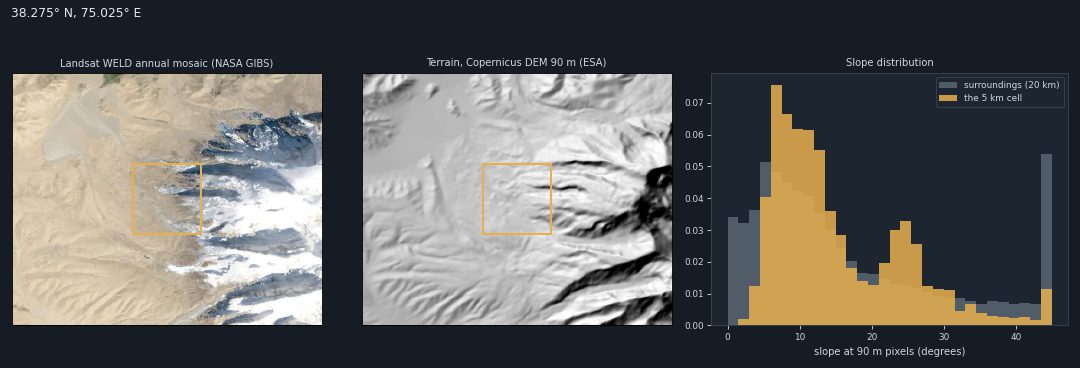 38.275° N, 75.025° E
Landsat WELD annual mosaic (NASA GIBS)
Terrain, Copernicus DEM 90 m (ESA)
Slope distribution
surroundings (20 km)
the 5 km cell
0.07
0.06
0.05
0.04
0.03
0.02
0.01
0.00
0 10 20 30 40
slope at 90 m pixels (degrees)